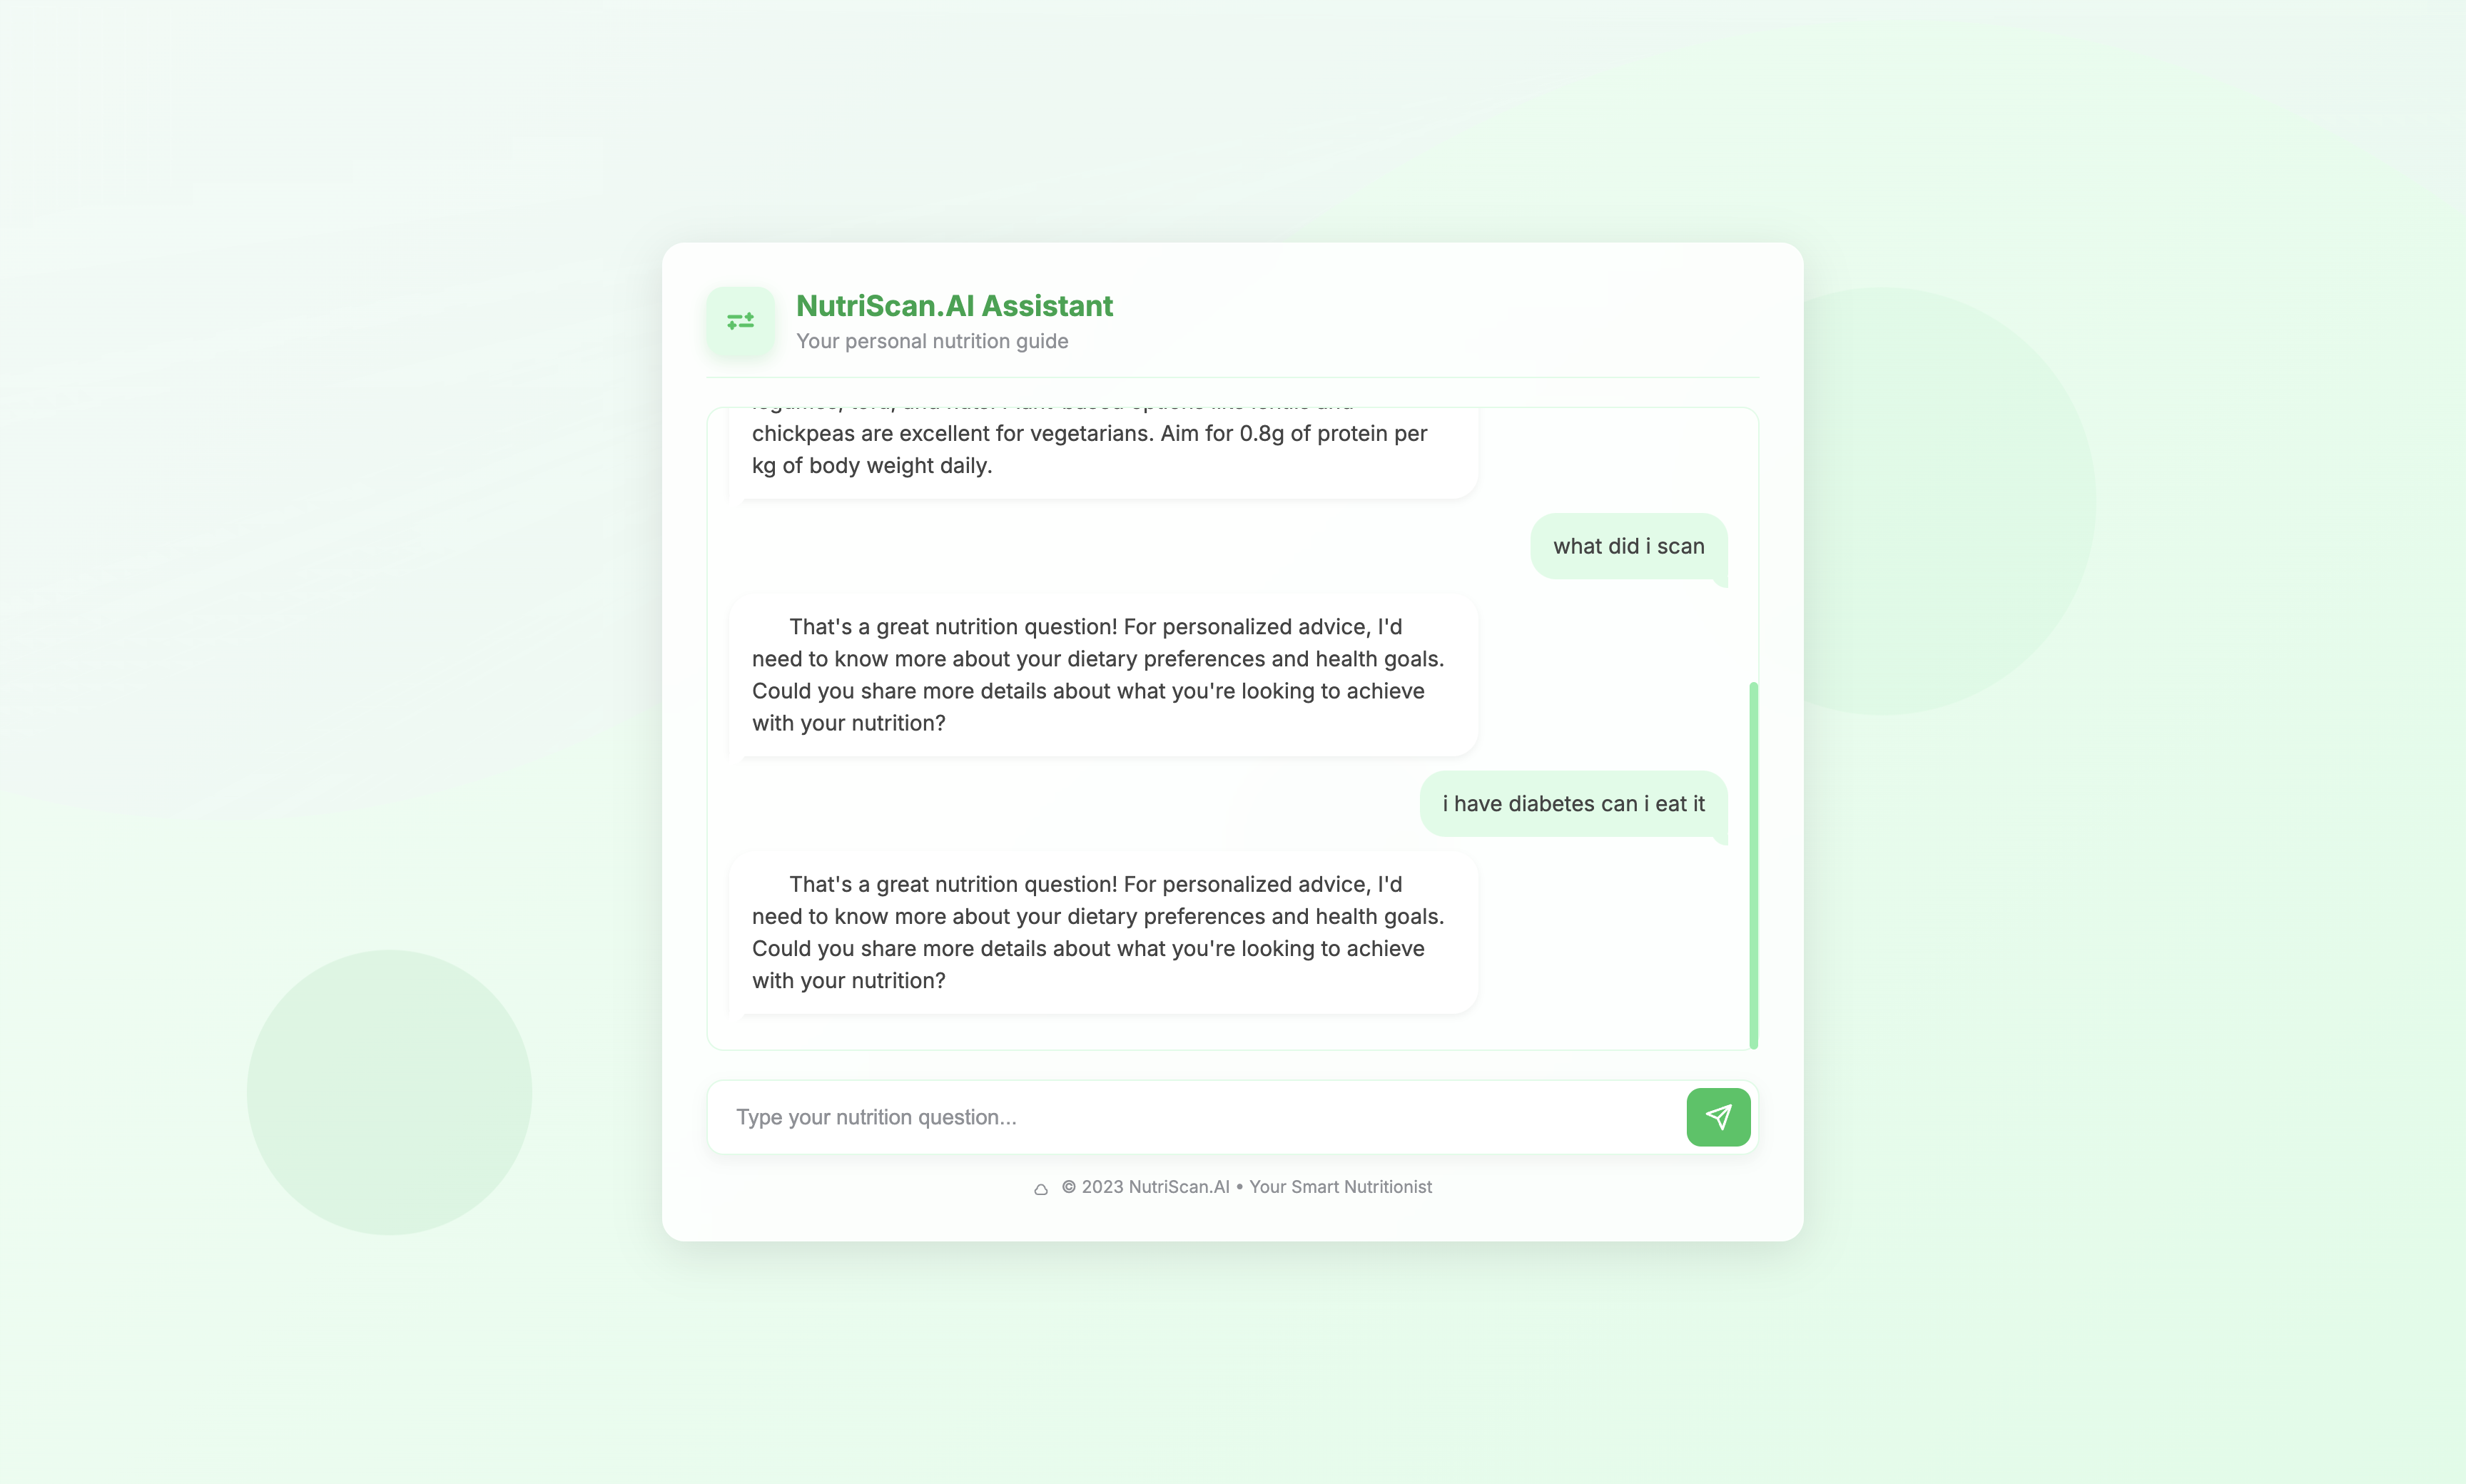 NutriScan.AI Assistant
Your personal nutrition guide
chickpeas are excellent for vegetarians. Aim for 0.8g of protein per
kg of body weight daily.
what did i scan
That's a great nutrition question! For personalized advice, I'd
need to know more about your dietary preferences and health goals.
Could you share more details about what you're looking to achieve
with your nutrition?
i have diabetes can i eat it
That's a great nutrition question! For personalized advice, I'd
need to know more about your dietary preferences and health goals.
Could you share more details about what you're looking to achieve
with your nutrition?
Type your nutrition question...
© 2023 NutriScan.AI • Your Smart Nutritionist